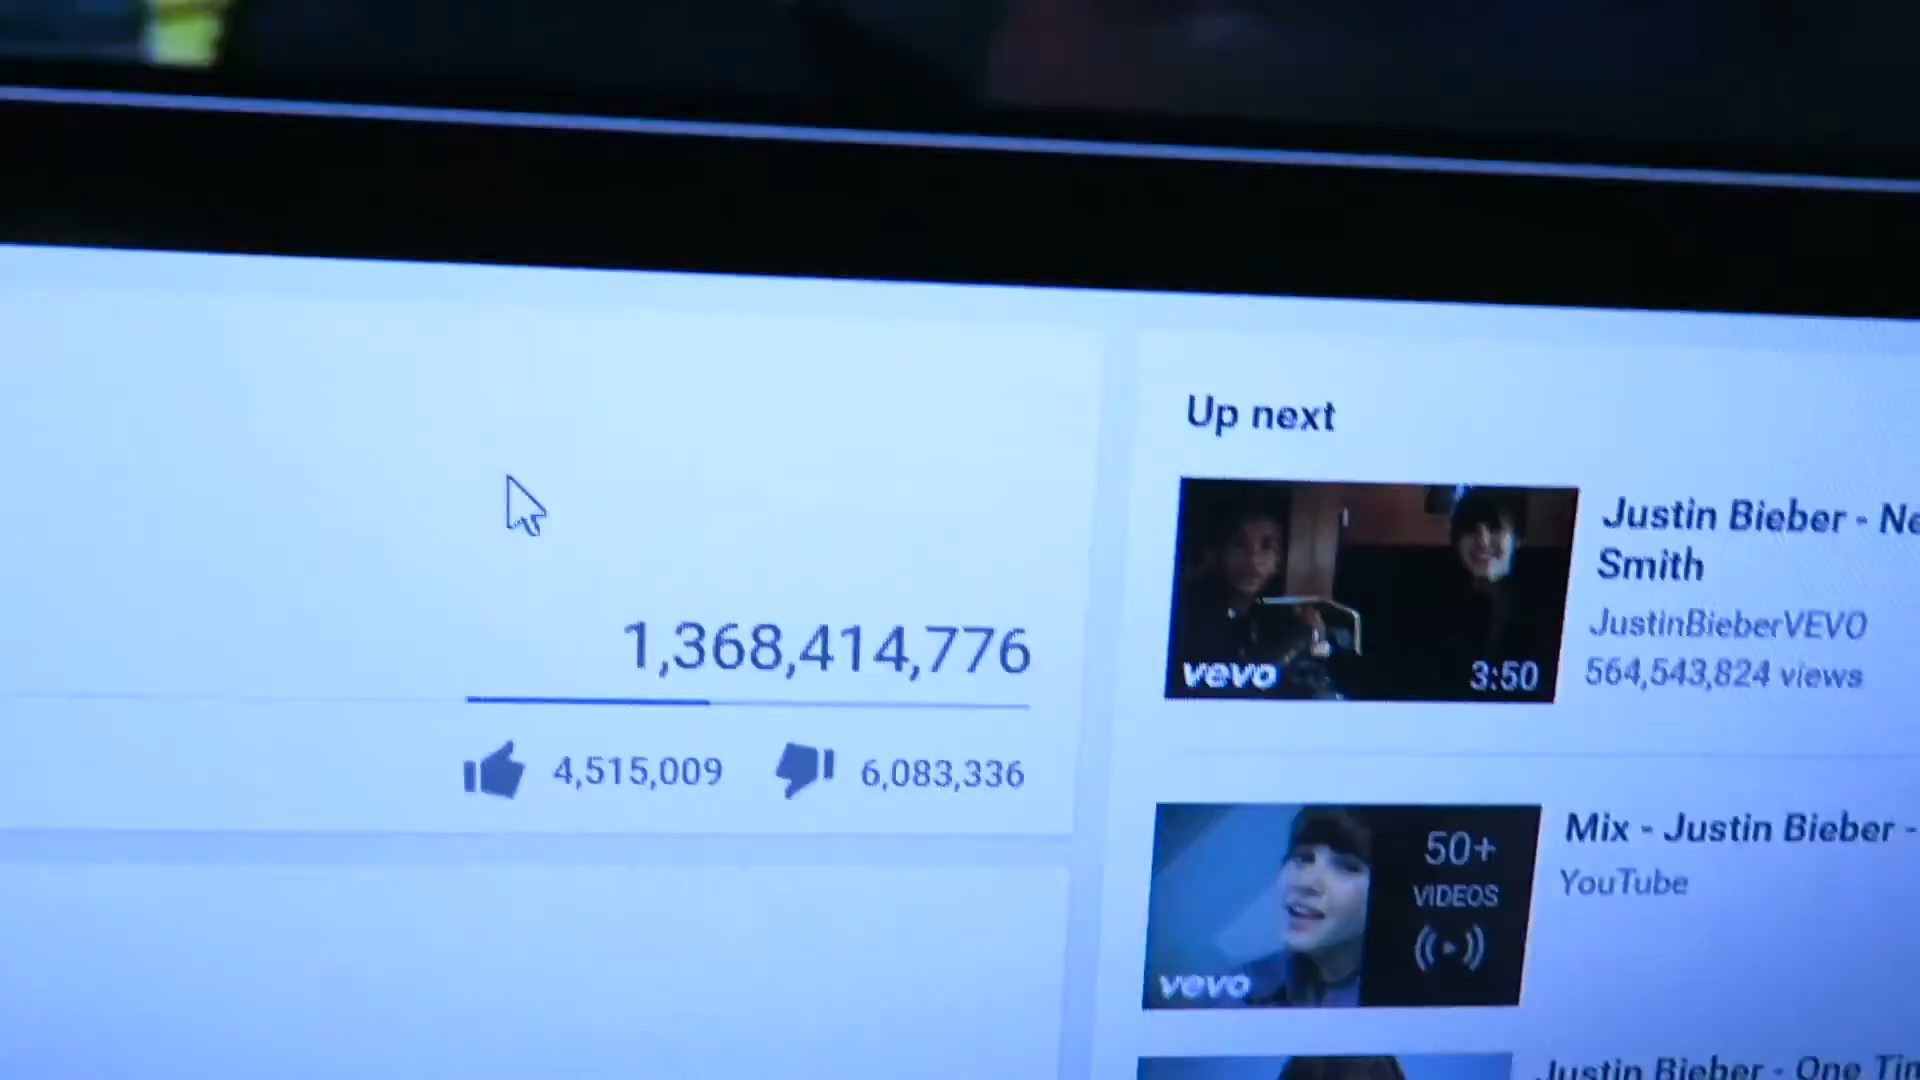 1,368,414,776
4,515,009 6,083,336
Up next
vevo 3:50
Justin Bieber - Ne
Smith
JustinBieberVEVO
564,543,824 views
50+
VIDEOS
vevo
Mix - Justin Bieber -
YouTube
Justin Bieber - One Tim